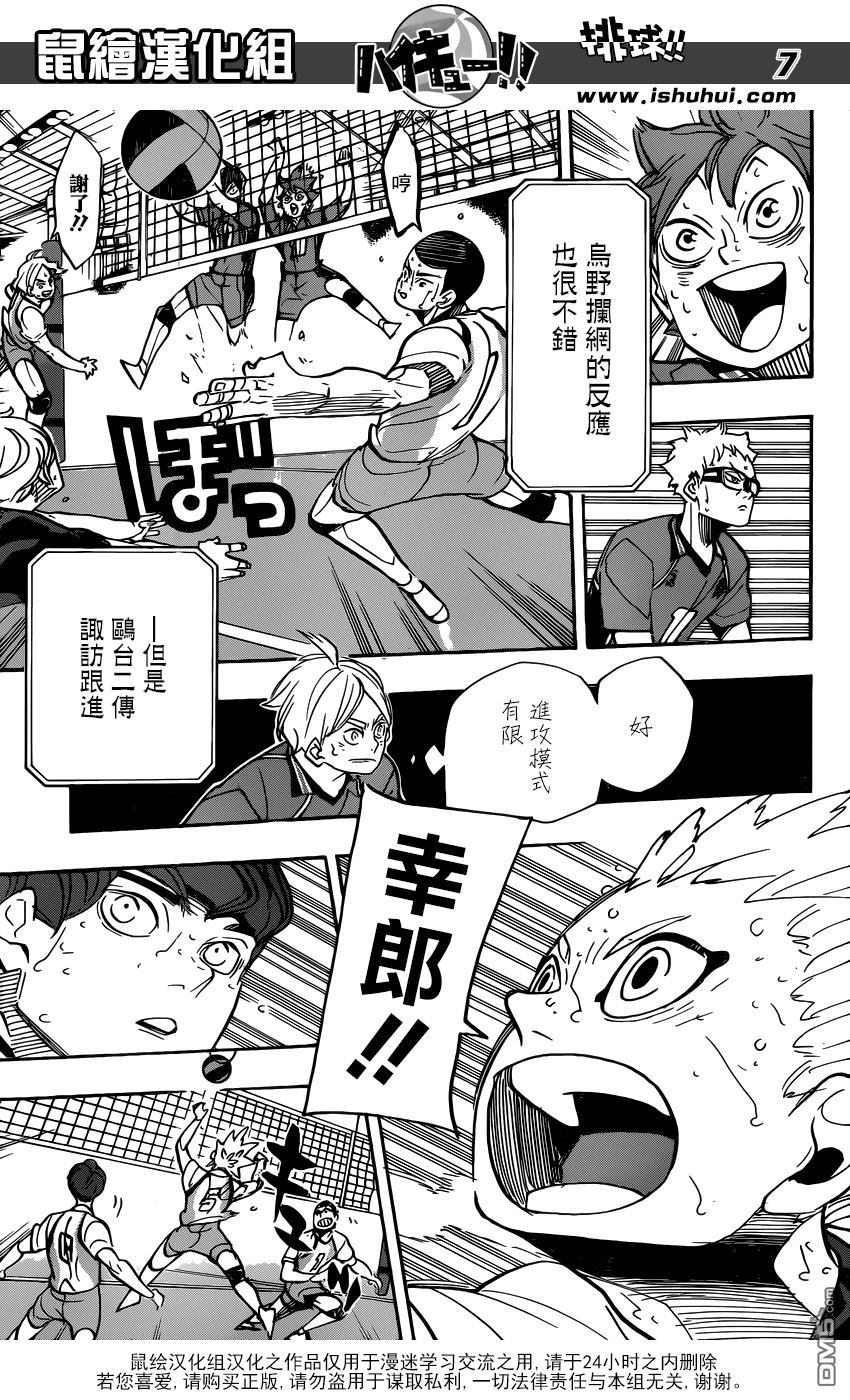 鼠繪漢化組
ハイキュー!!
排球!!
7
www.ishuhui.com
烏野攔網的反應
也很不錯
哼
謝了!!
ぼっ
—但是
鷗台二傳
諏訪跟進
好
進攻模式
有限
幸郎!!
キュ
鼠绘汉化组汉化之作品仅用于漫迷学习交流之用, 请于24小时之内删除
若您喜爱, 请购买正版, 请勿盗用于谋取私利, 一切法律责任与本组无关, 谢谢。
DM5.com